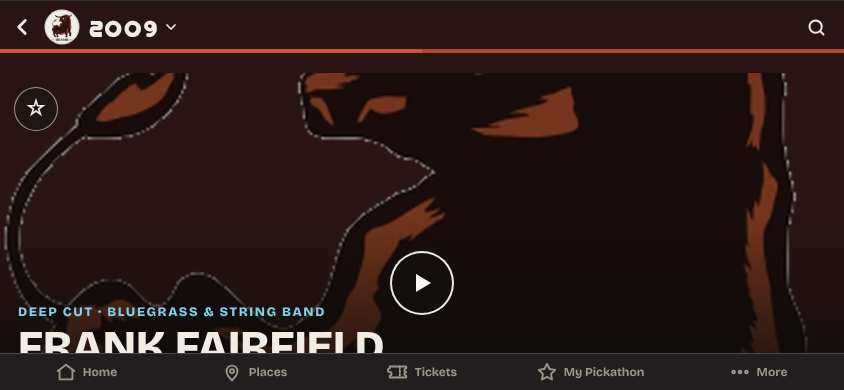 2009
DEEP CUT · BLUEGRASS & STRING BAND
FRANK FAIRFIELD
Home
Places
Tickets
My Pickathon
More